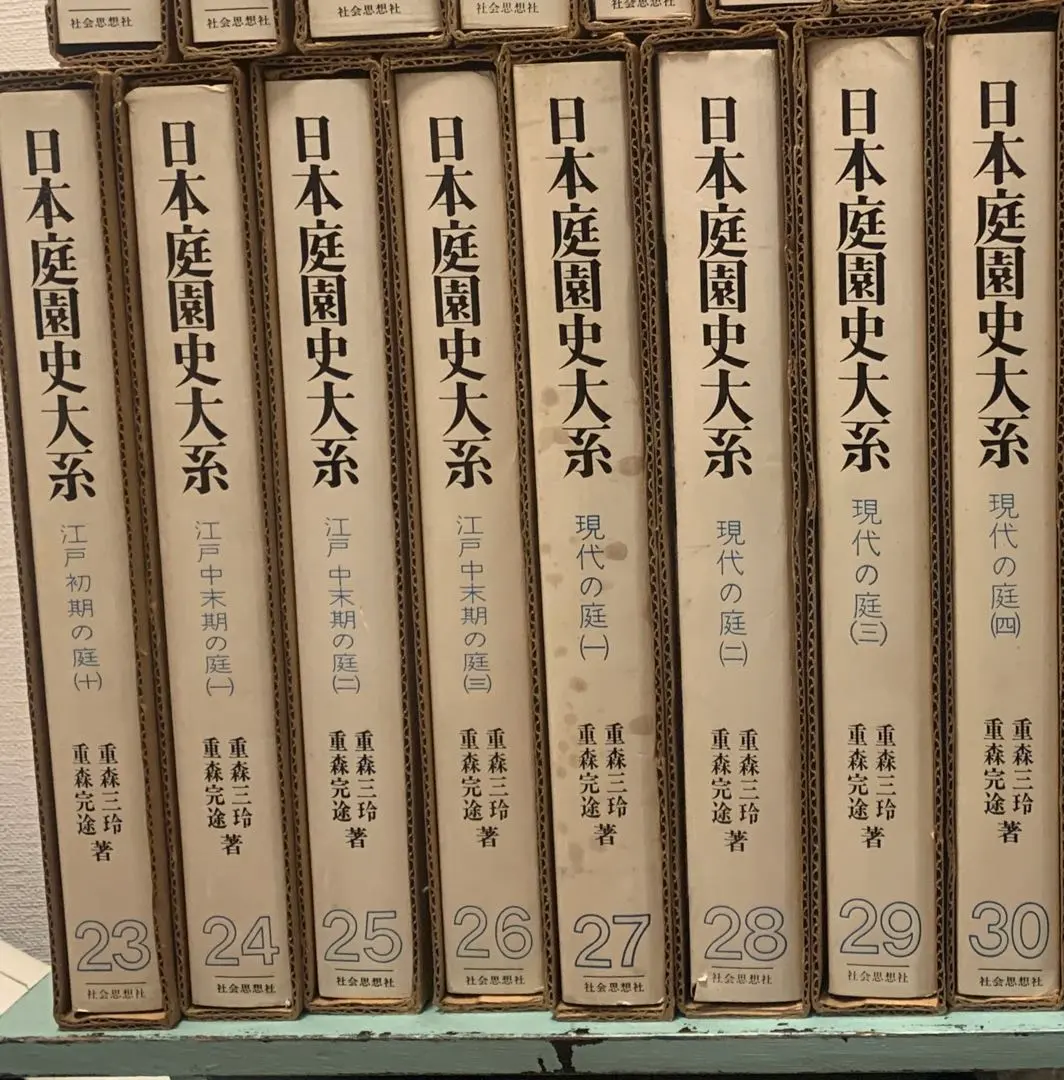 社会思想社
社会思想社
社会思想社
社会思想社
社会思想社
日本庭園史大系
江戸初期の庭(十)
重森三玲
重森完途
著
23
社会思想社
日本庭園史大系
江戸中末期の庭(一)
重森三玲
重森完途
著
24
社会思想社
日本庭園史大系
江戸中末期の庭(二)
重森三玲
重森完途
著
25
社会思想社
日本庭園史大系
江戸中末期の庭(三)
重森三玲
重森完途
著
26
社会思想社
日本庭園史大系
現代の庭(一)
重森三玲
重森完途
著
27
社会思想社
日本庭園史大系
現代の庭(二)
重森三玲
重森完途
著
28
社会思想社
日本庭園史大系
現代の庭(三)
重森三玲
重森完途
著
29
社会思想社
日本庭園史大系
現代の庭(四)
重森三玲
重森完途
著
30
社会思想社